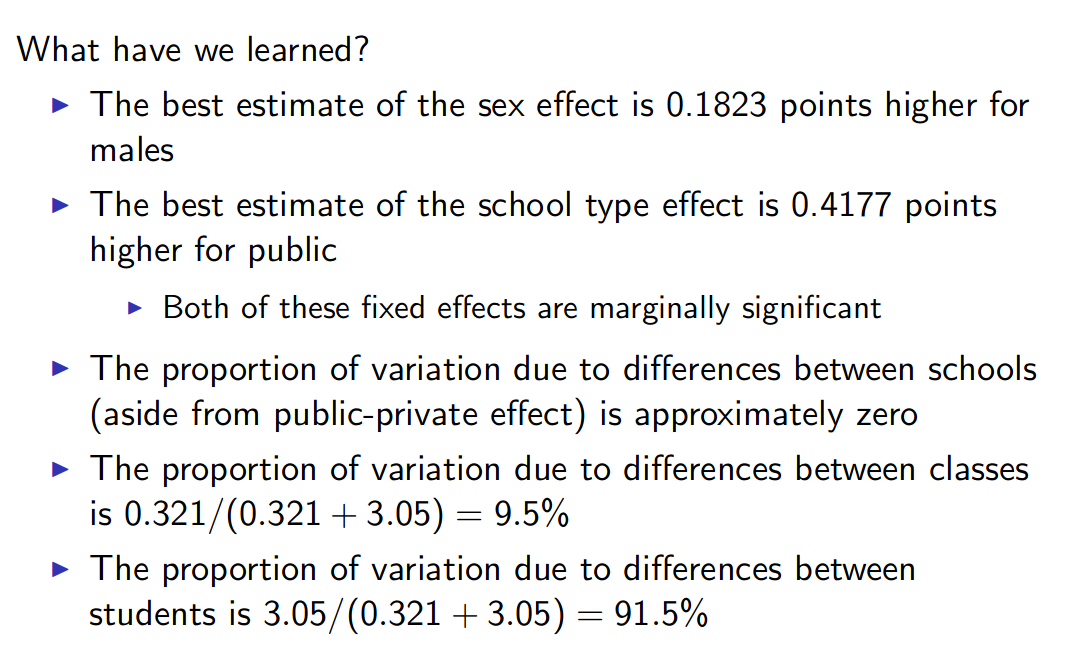 What have we learned?
▶ The best estimate of the sex effect is 0.1823 points higher for
males
▶ The best estimate of the school type effect is 0.4177 points
higher for public
▶ Both of these fixed effects are marginally significant
▶ The proportion of variation due to differences between schools
(aside from public-private effect) is approximately zero
▶ The proportion of variation due to differences between classes
is 0.321/(0.321 + 3.05) = 9.5%
▶ The proportion of variation due to differences between
students is 3.05/(0.321 + 3.05) = 91.5%